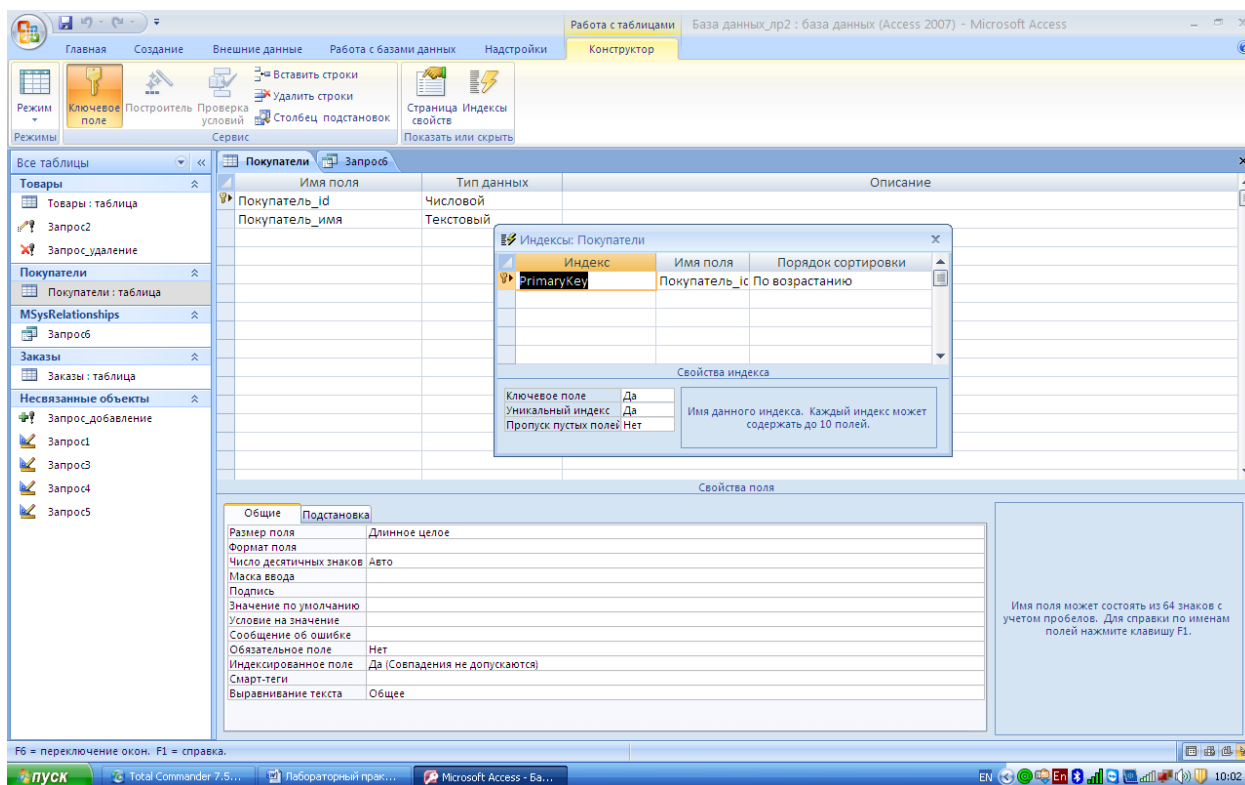 Работа с таблицами База данных_лр2 : база данных (Access 2007) - Microsoft Access
Главная Создание Внешние данные Работа с базами данных Надстройки Конструктор
Режим
Ключевое поле
Построитель
Проверка условий
Вставить строки
Удалить строки
Столбец подстановок
Страница свойств
Индексы
Режимы Сервис Показать или скрыть
Все таблицы
Товары
Товары : таблица
Запрос2
Запрос_удаление
Покупатели
Покупатели : таблица
MSysRelationships
Запрос6
Заказы
Заказы : таблица
Несвязанные объекты
Запрос_добавление
Запрос1
Запрос3
Запрос4
Запрос5
Покупатели Запрос6
Имя поля Тип данных Описание
Покупатель_id Числовой
Покупатель_имя Текстовый
Индексы: Покупатели
Индекс Имя поля Порядок сортировки
PrimaryKey Покупатель_id По возрастанию
Свойства индекса
Ключевое поле Да
Уникальный индекс Да
Пропуск пустых полей Нет
Имя данного индекса. Каждый индекс может
содержать до 10 полей.
Свойства поля
Общие Подстановка
Размер поля Длинное целое
Формат поля
Число десятичных знаков Авто
Маска ввода
Подпись
Значение по умолчанию
Условие на значение
Сообщение об ошибке
Обязательное поле Нет
Индексированное поле Да (Совпадения не допускаются)
Смарт-теги
Выравнивание текста Общее
Имя поля может состоять из 64 знаков с
учетом пробелов. Для справки по именам
полей нажмите клавишу F1.
F6 = переключение окон. F1 = справка.
пуск Total Commander 7.5... Лабораторный прак... Microsoft Access - Ба... EN En 10:02